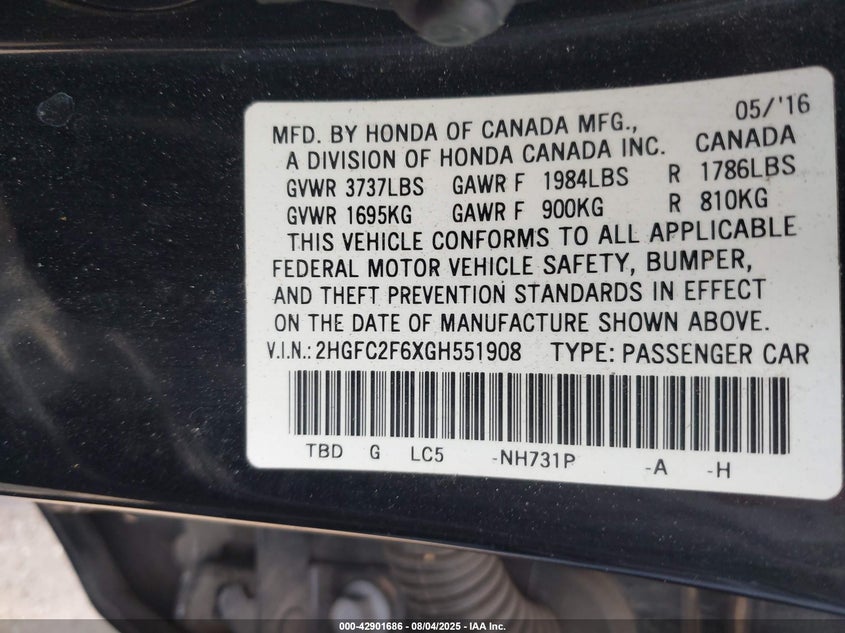 05/'16
MFD. BY HONDA OF CANADA MFG.,
A DIVISION OF HONDA CANADA INC. CANADA
GVWR 3737LBS GAWR F 1984LBS R 1786LBS
GVWR 1695KG GAWR F 900KG R 810KG
THIS VEHICLE CONFORMS TO ALL APPLICABLE
FEDERAL MOTOR VEHICLE SAFETY, BUMPER,
AND THEFT PREVENTION STANDARDS IN EFFECT
ON THE DATE OF MANUFACTURE SHOWN ABOVE.
V.I.N.: 2HGFC2F6XGH551908 TYPE: PASSENGER CAR
TBD G LC5 -NH731P -A -H
000-42901686 - 08/04/2025 - IAA Inc.